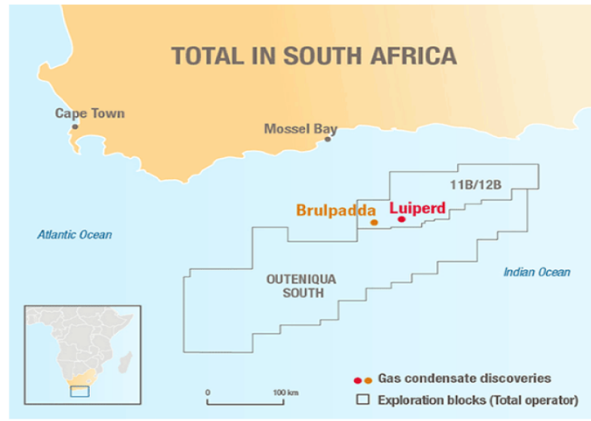 TOTAL IN SOUTH AFRICA
Cape Town
Mossel Bay
11B/12B
Brulpadda
Luiperd
Atlantic Ocean
OUTENIQUA
SOUTH
Indian Ocean
Gas condensate discoveries
0 100 km
Exploration blocks (Total operator)